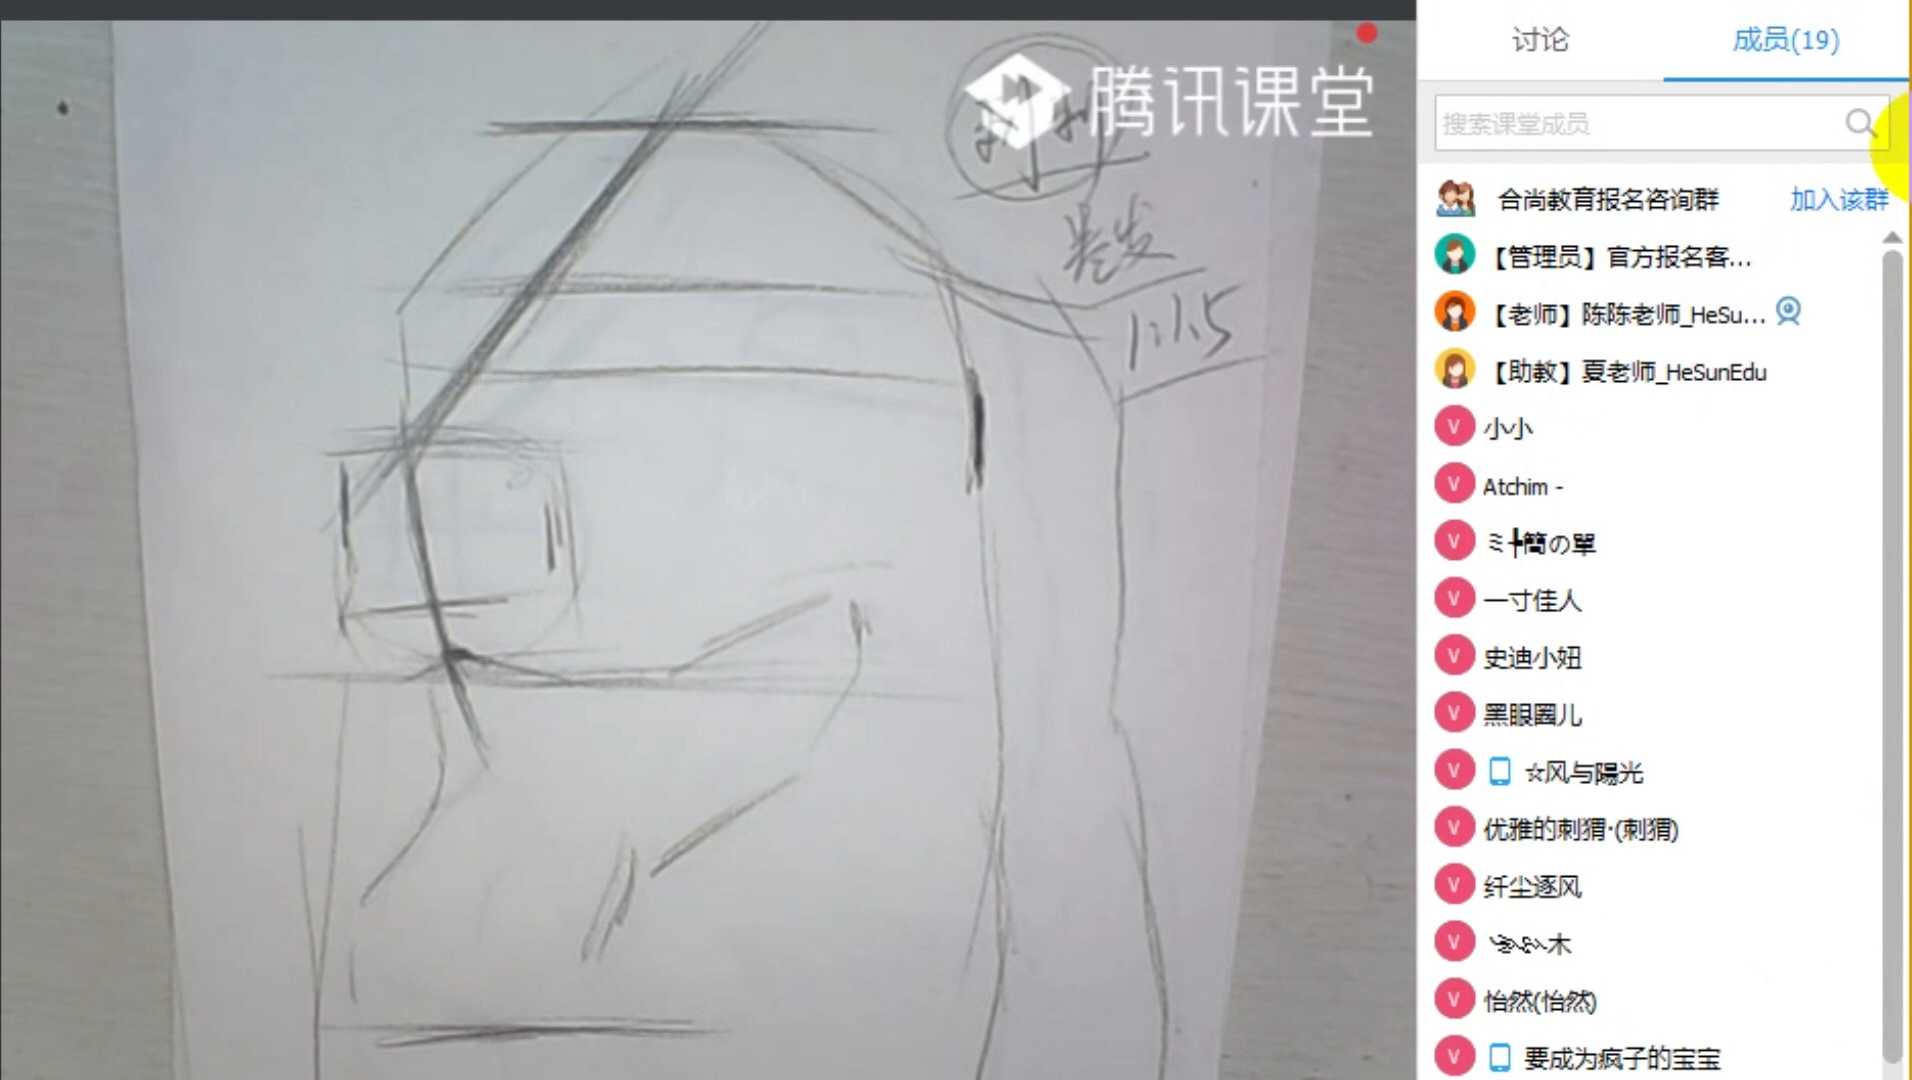 讨论
成员(19)
搜索课堂成员
腾讯课堂
卷发
1:1.5
合尚教育报名咨询群 加入该群
【管理员】官方报名客...
【老师】陈陈老师_HeSu...
【助教】夏老师_HeSunEdu
小小
Atchim -
一寸佳人
史迪小妞
黑眼圈儿
☆风与陽光
优雅的刺猬·(刺猬)
纤尘逐风
木
怡然(怡然)
要成为疯子的宝宝